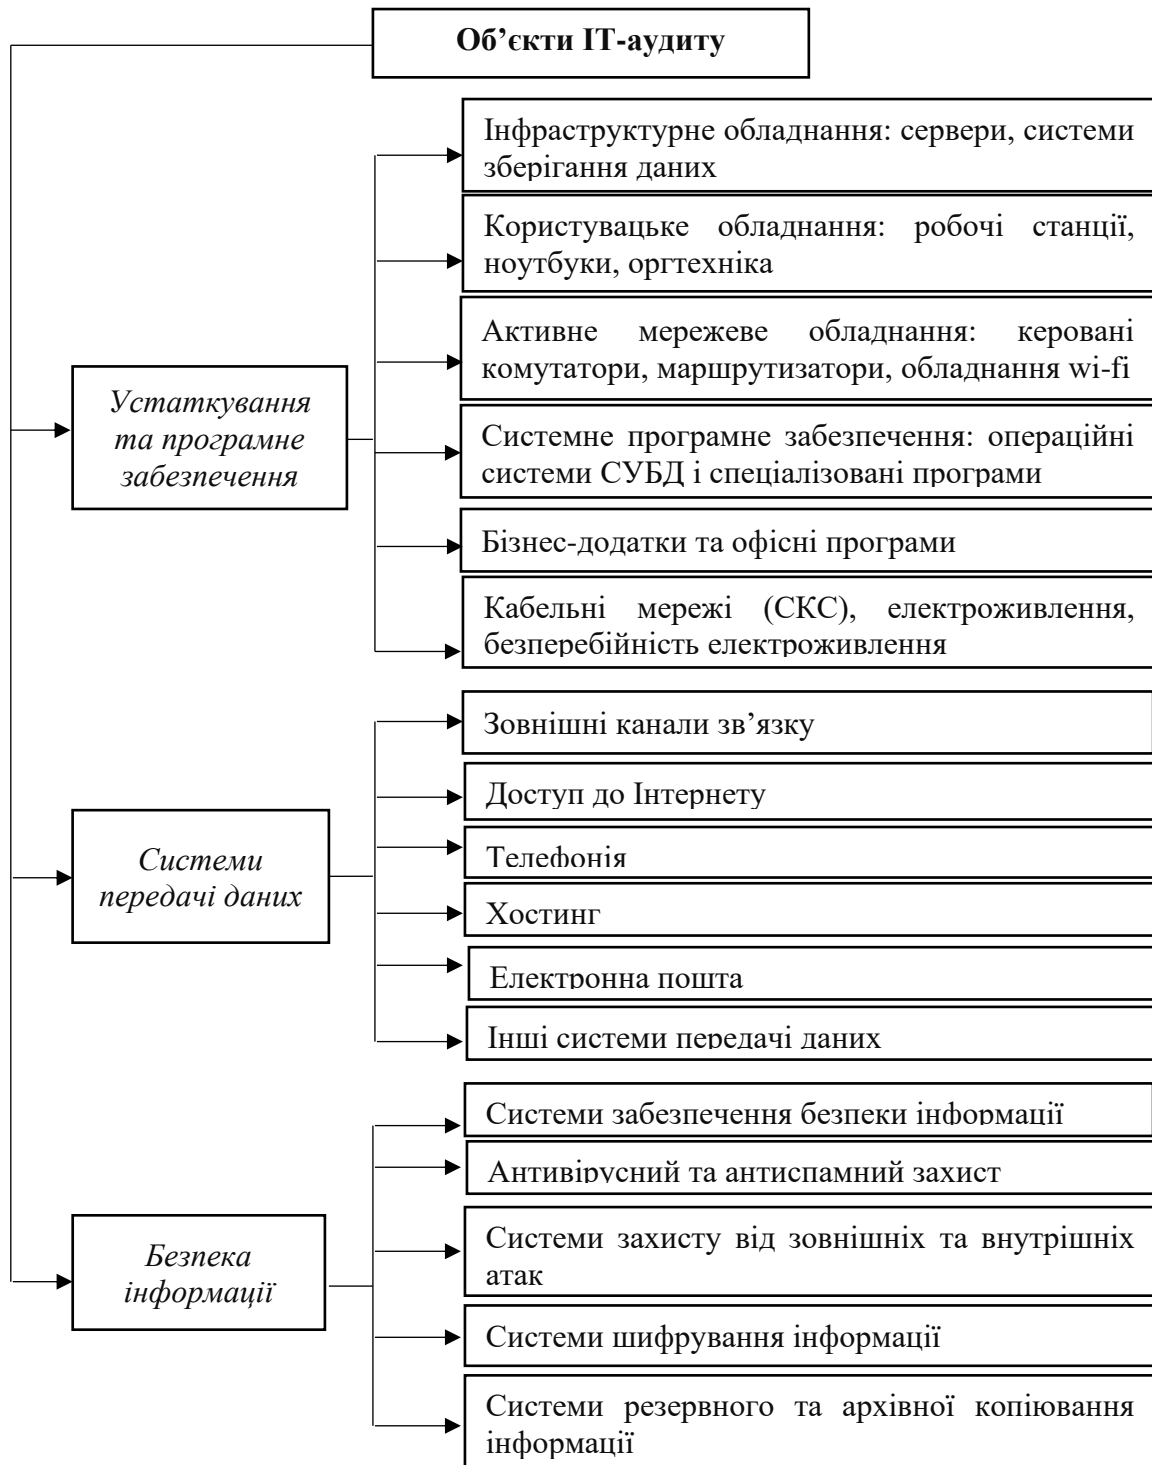 Об’єкти ІТ-аудиту
Інфраструктурне обладнання: сервери, системи
зберігання даних
Користувацьке обладнання: робочі станції,
ноутбуки, оргтехніка
Активне мережеве обладнання: керовані
комутатори, маршрутизатори, обладнання wi-fi
Устаткування
та програмне
забезпечення
Системне програмне забезпечення: операційні
системи СУБД і спеціалізовані програми
Бізнес-додатки та офісні програми
Кабельні мережі (СКС), електроживлення,
безперебійність електроживлення
Зовнішні канали зв’язку
Доступ до Інтернету
Системи
передачі даних
Телефонія
Хостинг
Електронна пошта
Інші системи передачі даних
Системи забезпечення безпеки інформації
Антивірусний та антиспамний захист
Безпека
інформації
Системи захисту від зовнішніх та внутрішніх
атак
Системи шифрування інформації
Системи резервного та архівної копіювання
інформації